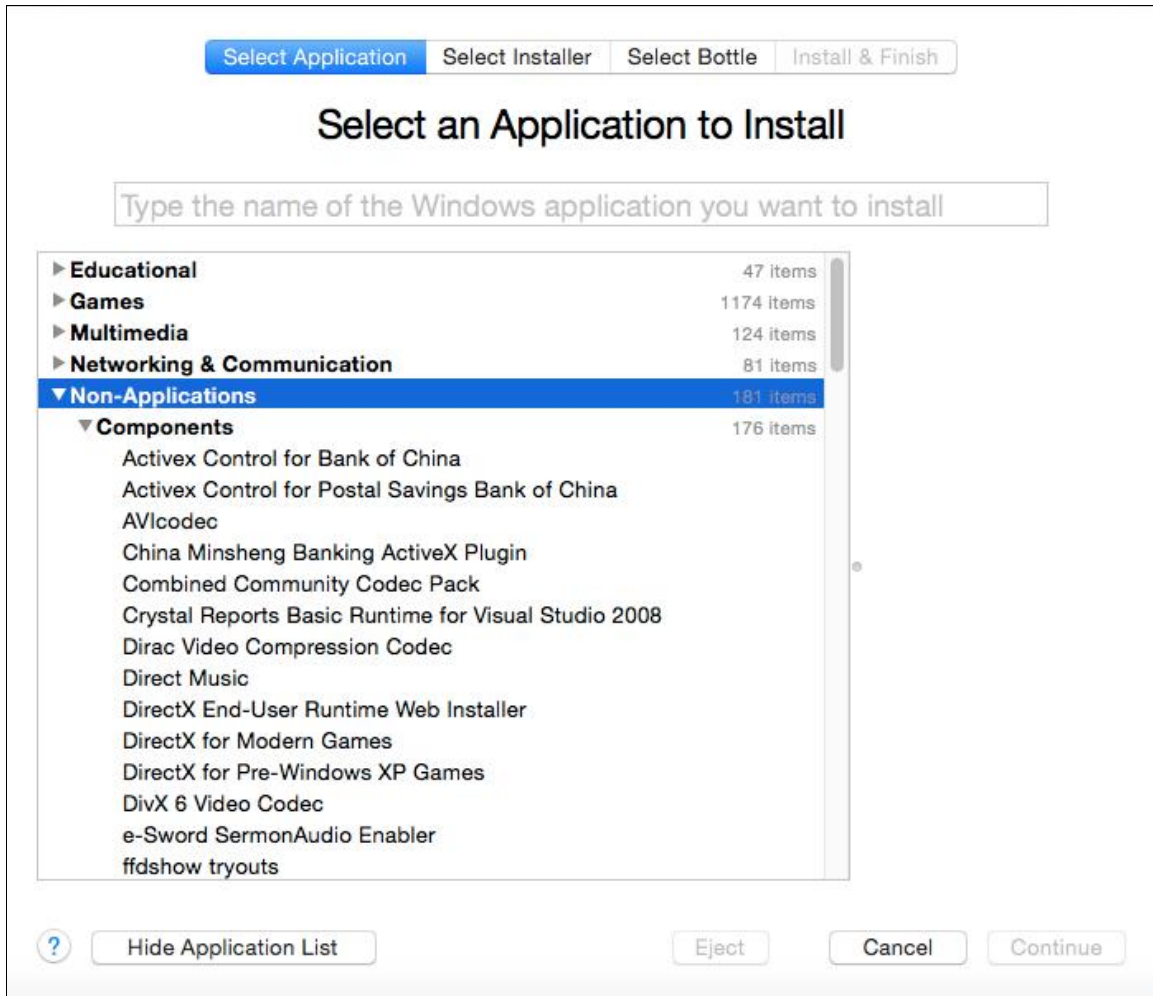 Select Application Select Installer Select Bottle Install & Finish
Select an Application to Install
Type the name of the Windows application you want to install
Educational 47 items
Games 1174 items
Multimedia 124 items
Networking & Communication 81 items
Non-Applications 181 items
Components 176 items
Activex Control for Bank of China
Activex Control for Postal Savings Bank of China
AVIcodec
China Minsheng Banking ActiveX Plugin
Combined Community Codec Pack
Crystal Reports Basic Runtime for Visual Studio 2008
Dirac Video Compression Codec
Direct Music
DirectX End-User Runtime Web Installer
DirectX for Modern Games
DirectX for Pre-Windows XP Games
DivX 6 Video Codec
e-Sword SermonAudio Enabler
ffdshow tryouts
? Hide Application List Eject Cancel Continue